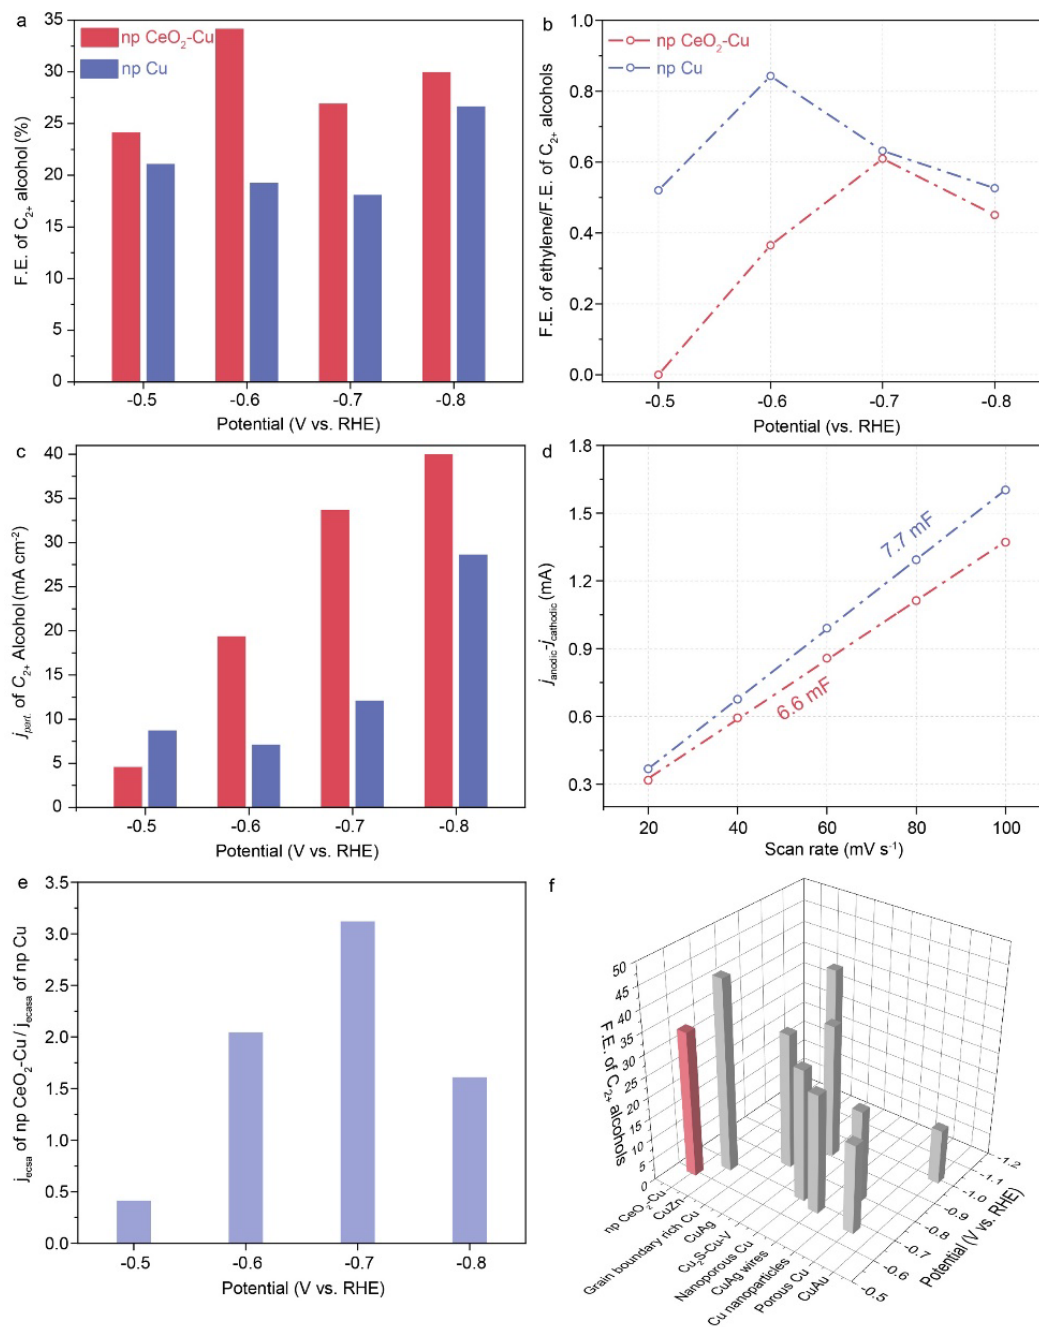 a
35
30
25
20
15
10
5
0
F.E. of C₂₊ alcohol (%)
np CeO₂-Cu
np Cu
-0.5 -0.6 -0.7 -0.8
Potential (V vs. RHE)
b
1.0
0.8
0.6
0.4
0.2
0.0
F.E. of ethylene/F.E. of C₂₊ alcohols
np CeO₂-Cu
np Cu
-0.5 -0.6 -0.7 -0.8
Potential (vs. RHE)
c
40
35
30
25
20
15
10
5
0
j_part. of C₂₊ Alcohol (mA cm⁻²)
-0.5 -0.6 -0.7 -0.8
Potential (V vs. RHE)
d
1.8
1.5
1.2
0.9
0.6
0.3
j_anodic-j_cathodic (mA)
7.7 mF
6.6 mF
20 40 60 80 100
Scan rate (mV s⁻¹)
e
3.5
3.0
2.5
2.0
1.5
1.0
0.5
0.0
j_ecsa of np CeO₂-Cu / j_ecasa of np Cu
-0.5 -0.6 -0.7 -0.8
Potential (V vs. RHE)
f
50
45
40
35
30
25
20
15
10
5
0
F.E. of C₂₊ alcohols
np CeO₂-Cu
CuZn
Grain boundary rich Cu
CuAg
Cu₂S-Cu-V
Nanoporous Cu
CuAg wires
Cu nanoparticles
Porous Cu
CuAu
-1.2
-1.1
-1.0
-0.9
-0.8
-0.7
-0.6
-0.5
Potential (V vs. RHE)